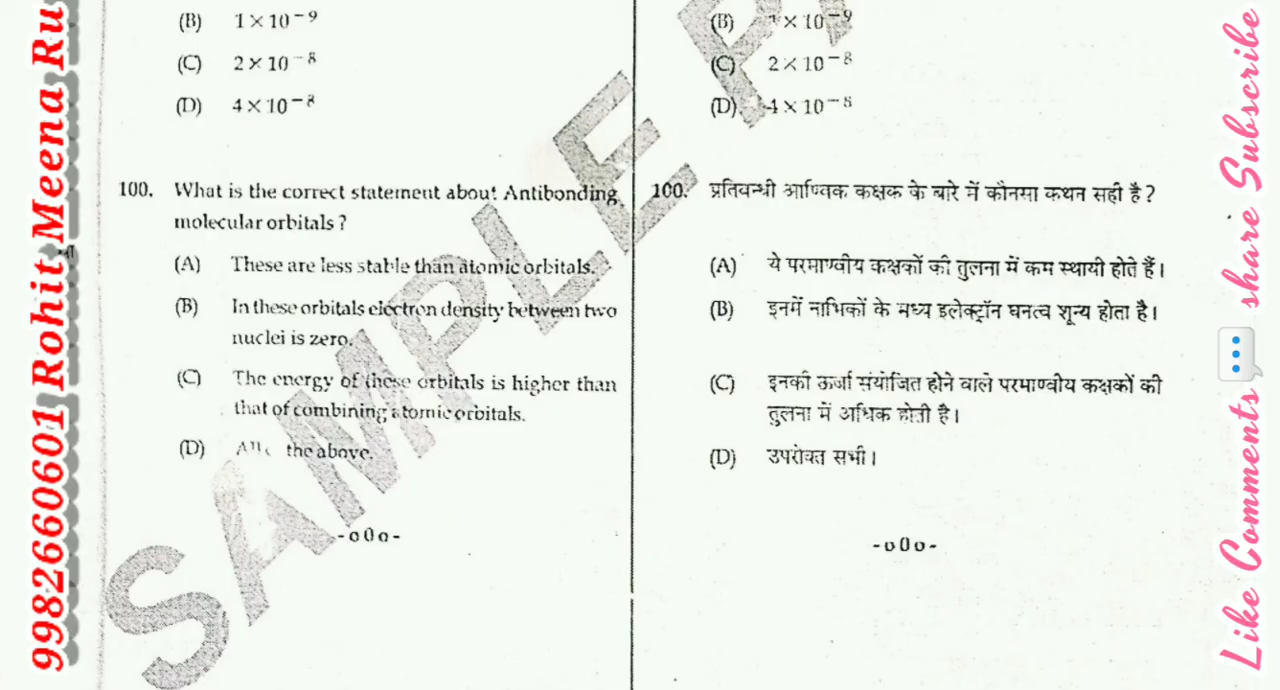 (B) 1 × 10⁻⁹
(C) 2 × 10⁻⁸
(D) 4 × 10⁻⁸
100. What is the correct statement about Antibonding
molecular orbitals ?
(A) These are less stable than atomic orbitals.
(B) In these orbitals electron density between two
nuclei is zero.
(C) The energy of these orbitals is higher than
that of combining atomic orbitals.
(D) the above.
-o0o-
(B) 1 × 10⁻⁹
(C) 2 × 10⁻⁸
(D) 4 × 10⁻⁸
100. प्रतिबन्धी आण्विक कक्षक के बारे में कौनसा कथन सही है ?
(A) ये परमाण्वीय कक्षकों की तुलना में कम स्थायी होते हैं।
(B) इनमें नाभिकों के मध्य इलेक्ट्रॉन घनत्व शून्य होता है।
(C) इनकी ऊर्जा संयोजित होने वाले परमाण्वीय कक्षकों की
तुलना में अधिक होती है।
(D) उपरोक्त सभी।
-o0o-
SAMPLE
9982660601 Rohit Meena Ru
Like Comments share Subscribe